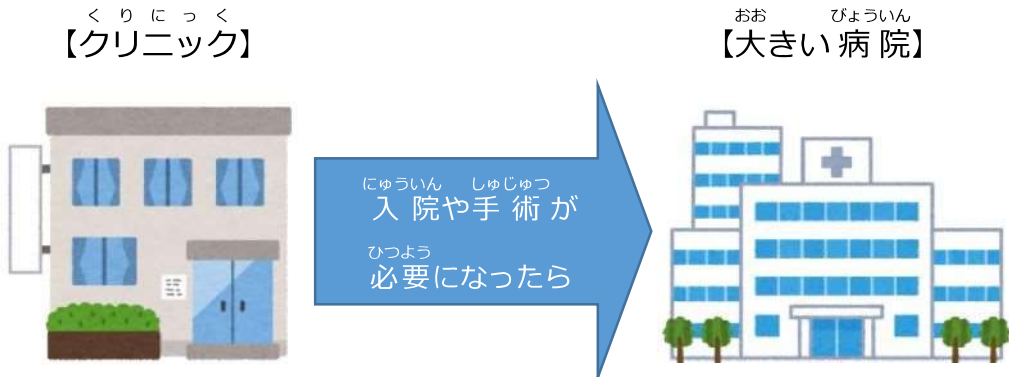 くりにっく
【クリニック】
おお びょういん
【大きい病院】
にゅういん しゅじゅつ
入院や手術が
ひつよう
必要になったら